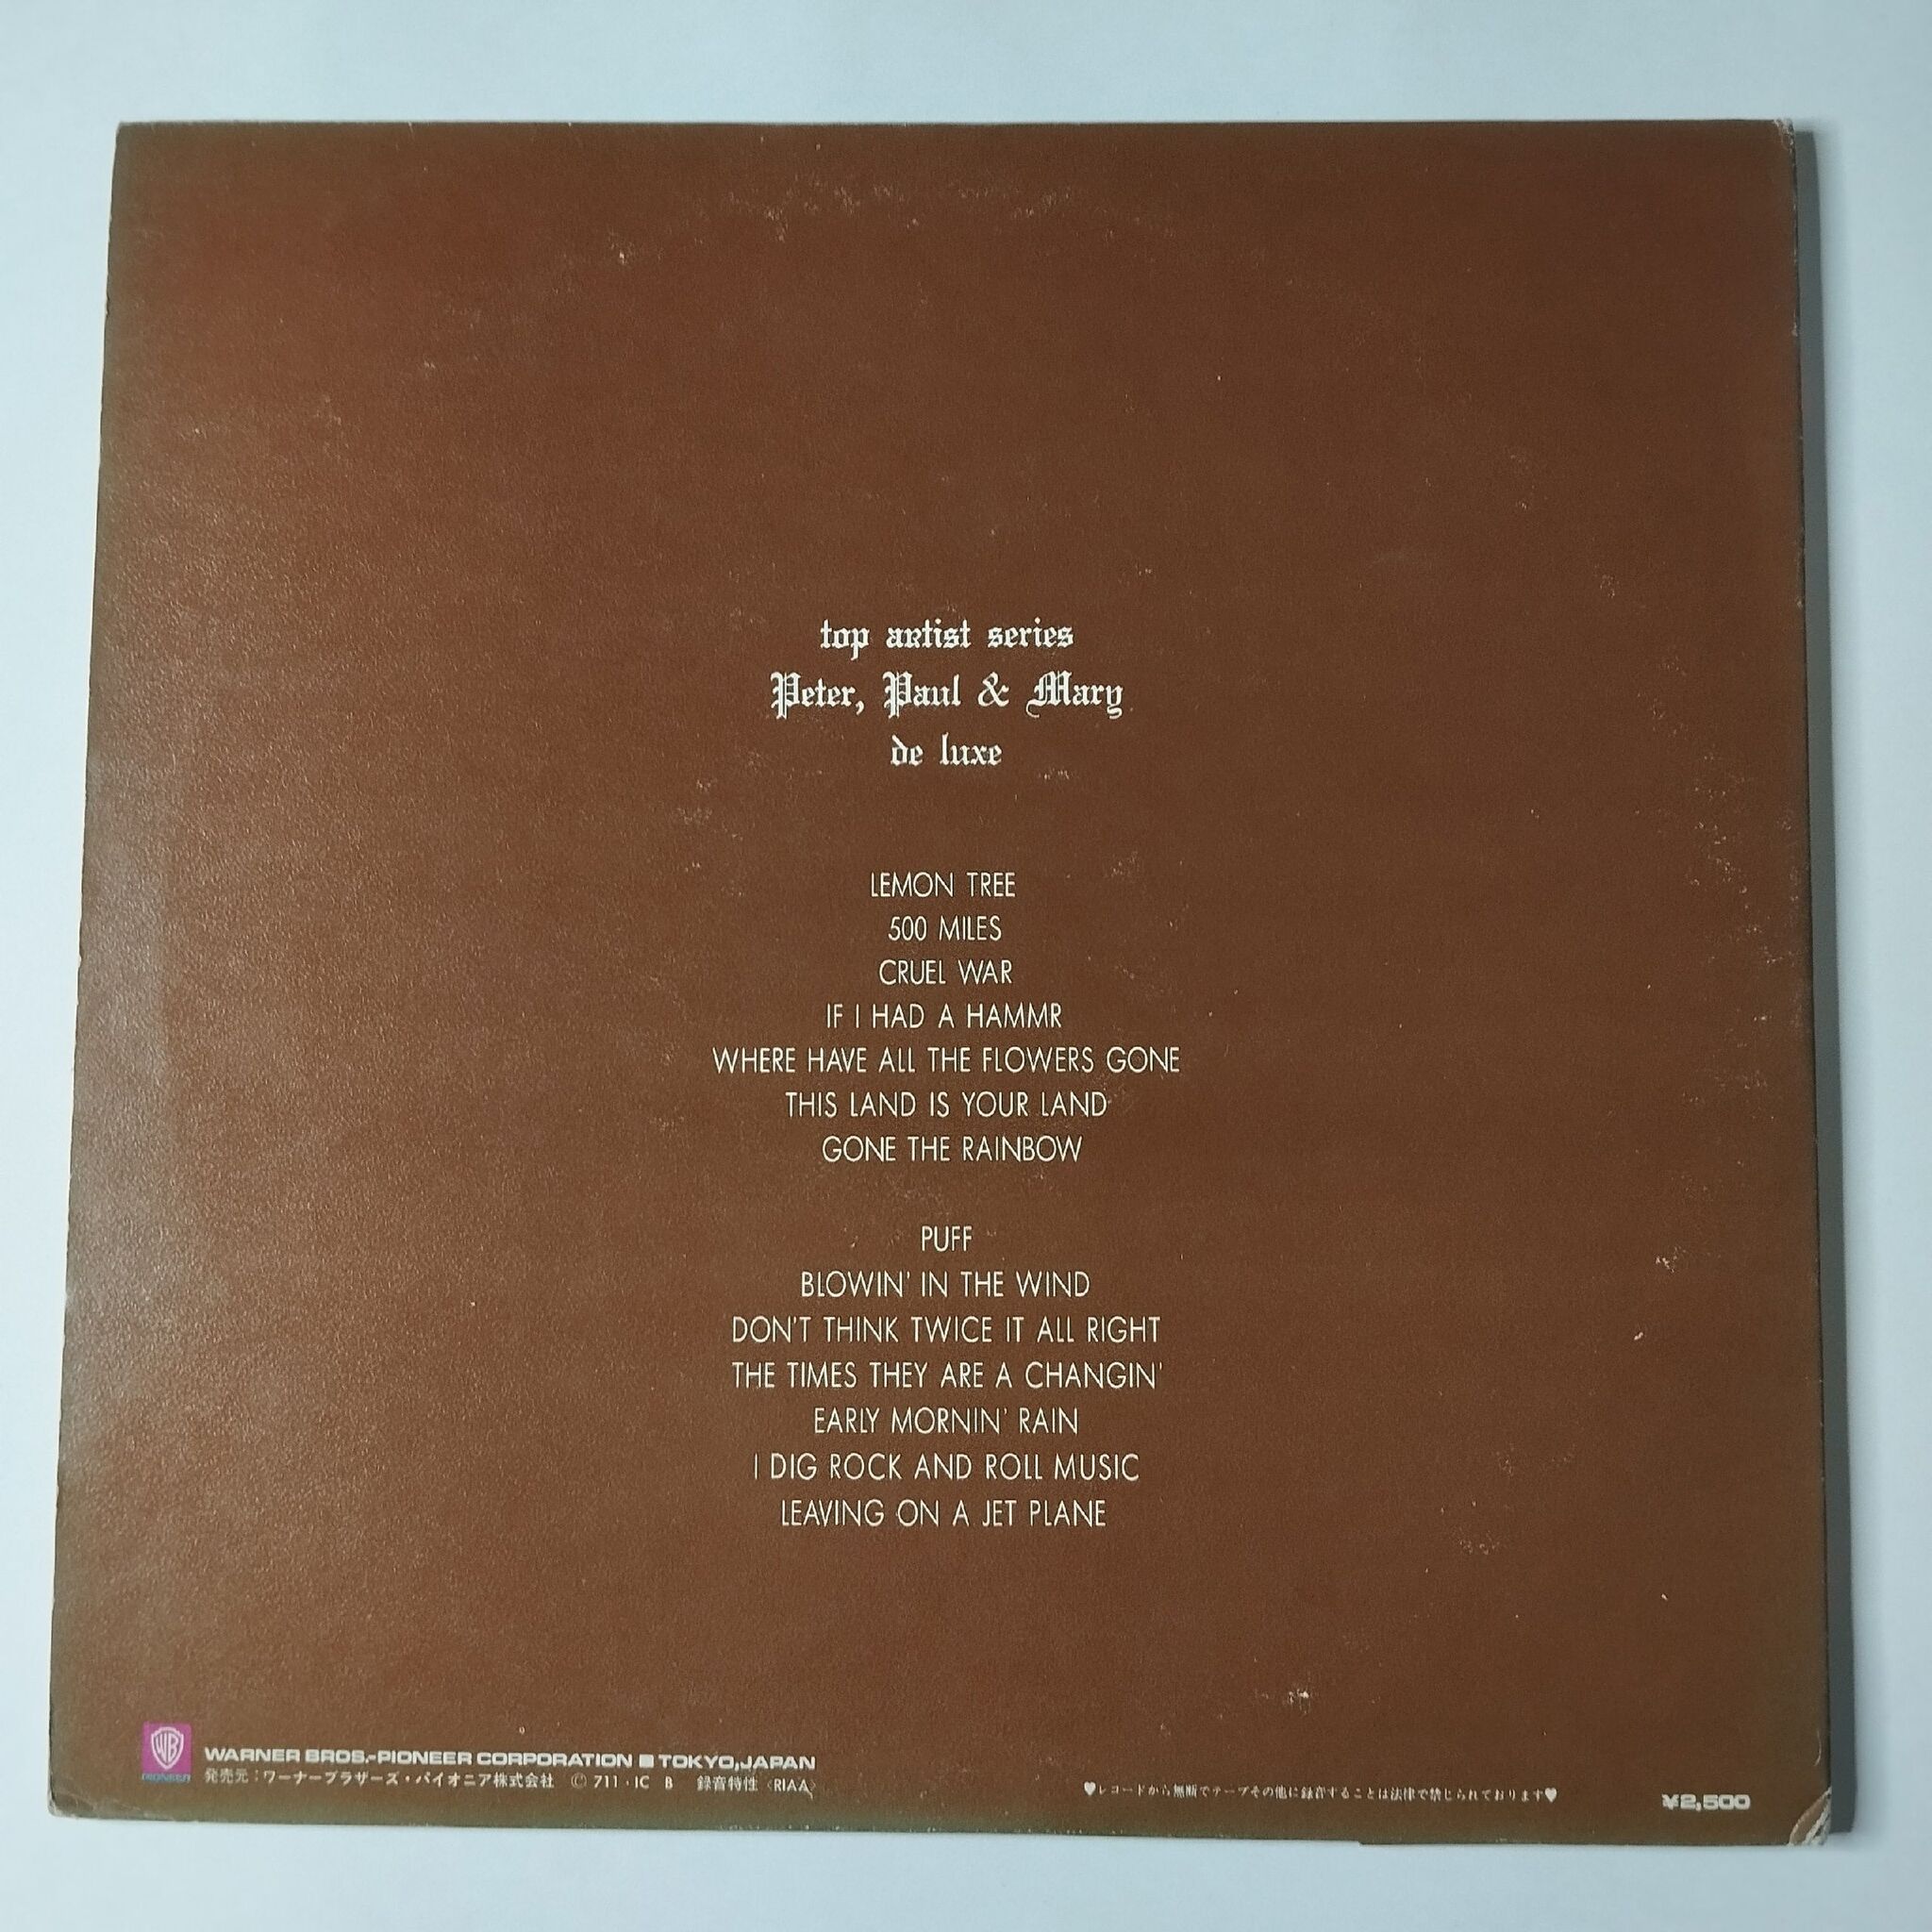 top artist series
Peter, Paul & Mary
de luxe
LEMON TREE
500 MILES
CRUEL WAR
IF I HAD A HAMMR
WHERE HAVE ALL THE FLOWERS GONE
THIS LAND IS YOUR LAND
GONE THE RAINBOW
PUFF
BLOWIN' IN THE WIND
DON'T THINK TWICE IT ALL RIGHT
THE TIMES THEY ARE A CHANGIN'
EARLY MORNIN' RAIN
I DIG ROCK AND ROLL MUSIC
LEAVING ON A JET PLANE
WB
PIONEER
WARNER BROS.-PIONEER CORPORATION ■ TOKYO,JAPAN
発売元：ワーナーブラザーズ・パイオニア株式会社 © 711・IC B 録音特性〈RIAA〉
♥レコードから無断でテープその他に録音することは法律で禁じられております♥
¥2,500